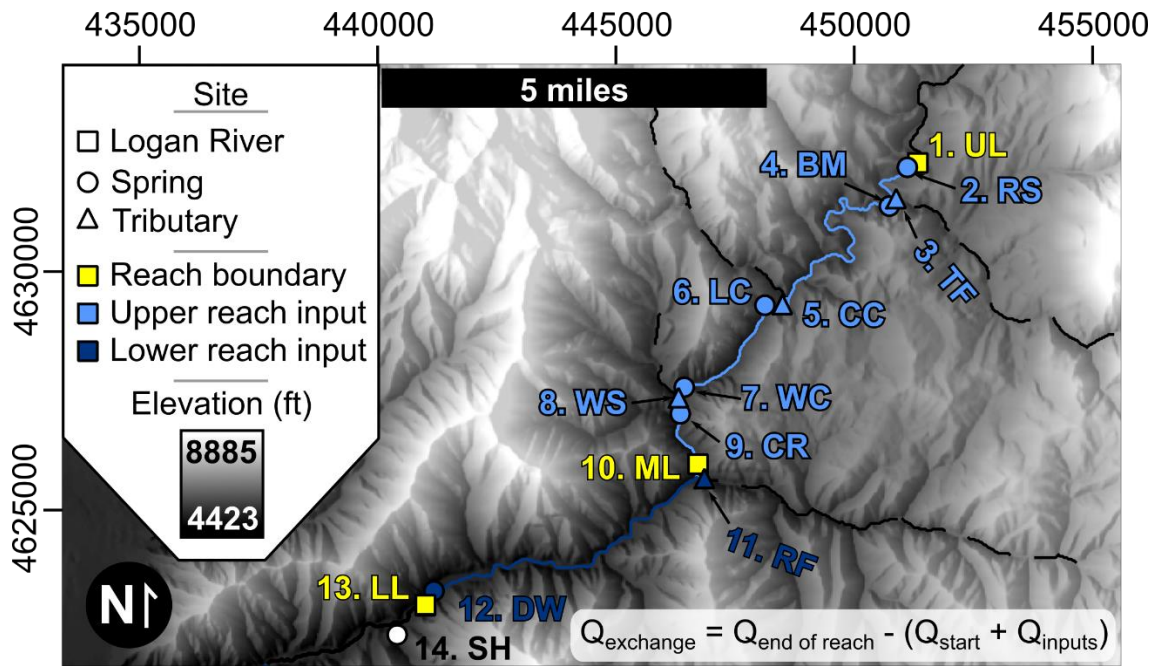 435000 440000 445000 450000 455000
5 miles
Site
Logan River
Spring
Tributary
Reach boundary
Upper reach input
Lower reach input
Elevation (ft)
8885
4423
N
4630000
4625000
1. UL
4. BM
2. RS
3. TF
6. LC
5. CC
8. WS
7. WC
9. CR
10. ML
11. RF
13. LL
12. DW
14. SH
Qexchange = Qend of reach - (Qstart + Qinputs)